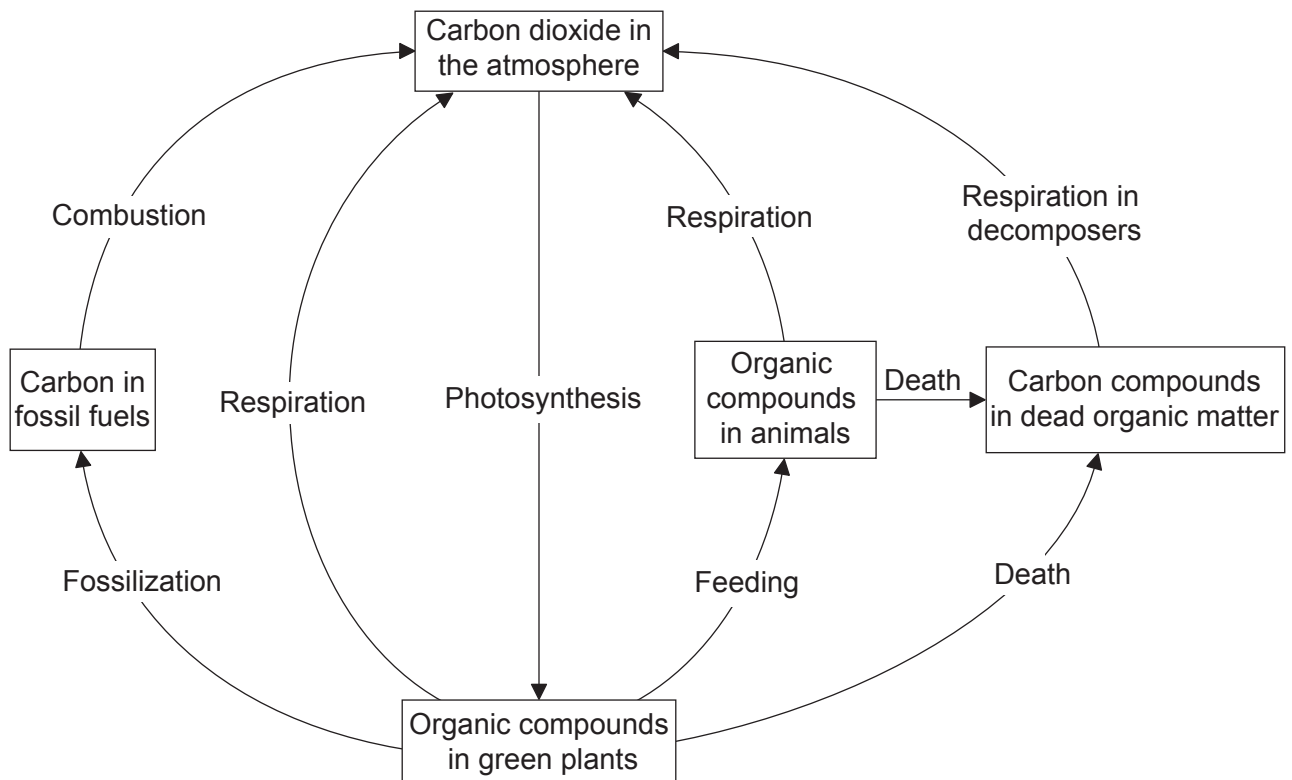 Carbon dioxide in
the atmosphere
Combustion
Respiration
Respiration in
decomposers
Carbon in
fossil fuels
Respiration
Photosynthesis
Organic
compounds
in animals
Death
Carbon compounds
in dead organic matter
Fossilization
Feeding
Death
Organic compounds
in green plants